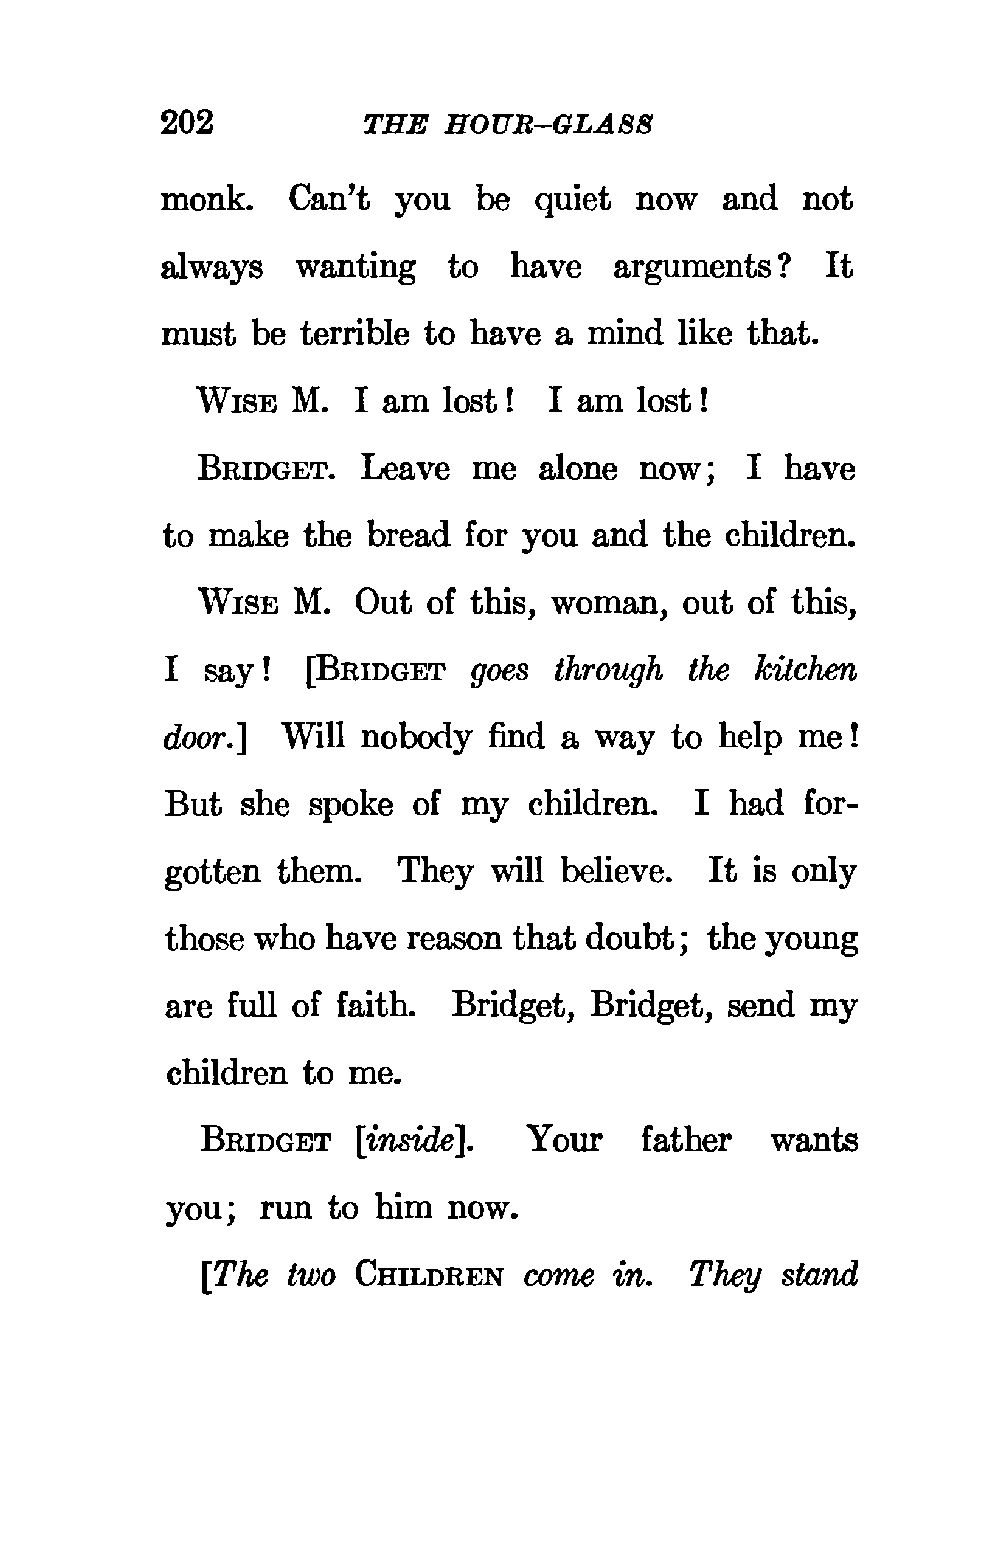 202 THE HOUR-GLASS
monk. Can't you be quiet now and not
always wanting to have arguments? It
must be terrible to have a mind like that.
WISE M. I am lost! I am lost!
BRIDGET. Leave me alone now; I have
to make the bread for you and the children.
WISE M. Out of this, woman, out of this,
I say! [BRIDGET goes through the kitchen
door.] Will nobody find a way to help me!
But she spoke of my children. I had for-
gotten them. They will believe. It is only
those who have reason that doubt; the young
are full of faith. Bridget, Bridget, send my
children to me.
BRIDGET [inside]. Your father wants
you; run to him now.
[The two CHILDREN come in. They stand